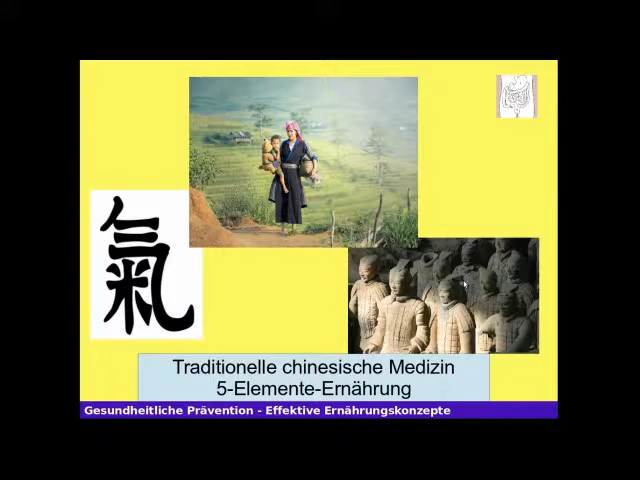 氣
Traditionelle chinesische Medizin
5-Elemente-Ernährung
Gesundheitliche Prävention - Effektive Ernährungskonzepte